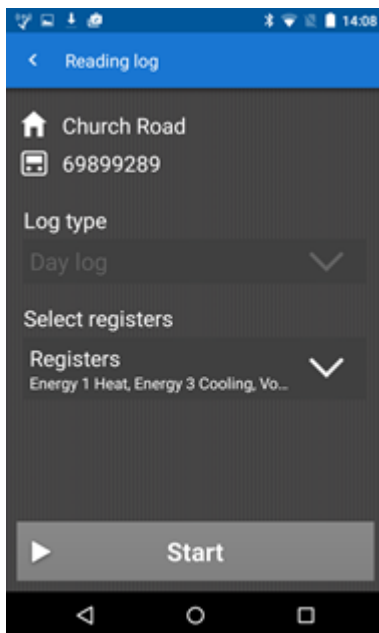 14:08
Reading log
Church Road
69899289
Log type
Day log
Select registers
Registers
Energy 1 Heat, Energy 3 Cooling, Vo...
Start